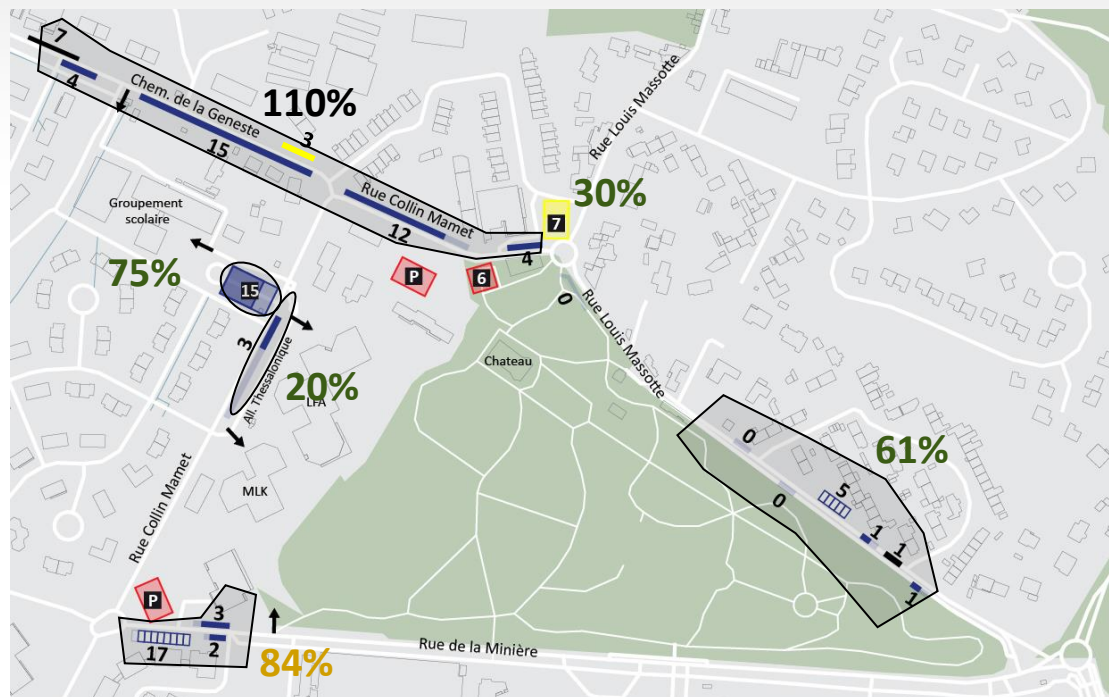 7
4
Chem. de la Geneste
110%
3
15
Rue Louis Massotte
30%
7
Rue Collin Mamet
12
4
Groupement
scolaire
75%
15
P
6
0
Rue Louis Massotte
3
All. Thessalonique
20%
LFA
Chateau
MLK
Rue Collin Mamet
0
0
61%
5
1
1
1
P
3
2
17
84%
Rue de la Minière